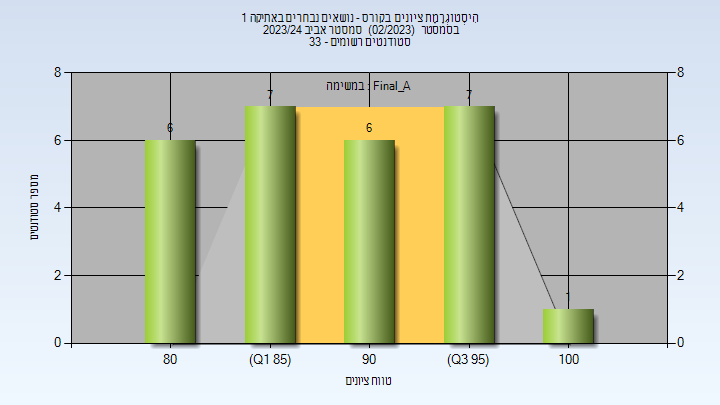 היסטוגרמת ציונים בקורס - נושאים נבחרים באתיקה 1
בסמסטר (02/2023) סמסטר אביב 2023/24
סטודנטים רשומים - 33
במשימה : Final_A
8 8
6 6
4 4
2 2
0 0
6 7 6 7 1
מספר סטודנטים
80 (Q1 85) 90 (Q3 95) 100
טווח ציונים